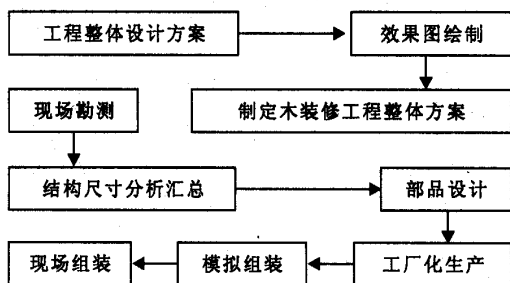 工程整体设计方案
效果图绘制
现场勘测
制定木装修工程整体方案
结构尺寸分析汇总
部品设计
现场组装
模拟组装
工厂化生产